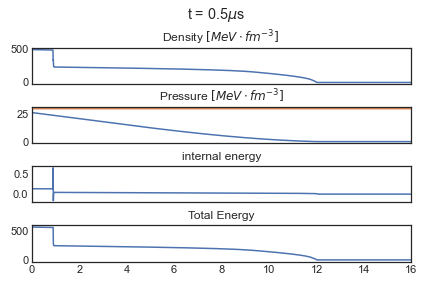 t = 0.5μs
Density [MeV · fm⁻³]
500
0
Pressure [MeV · fm⁻³]
25
0
internal energy
0.5
0.0
Total Energy
500
0
0 2 4 6 8 10 12 14 16